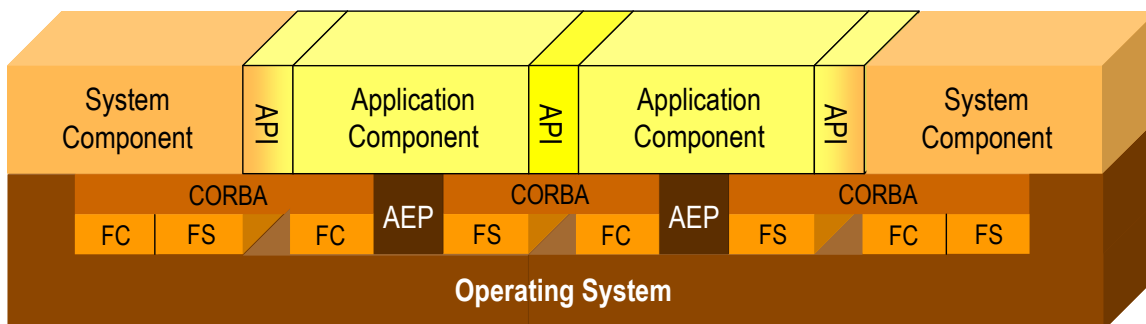 System
Component
API
Application
Component
API
Application
Component
API
System
Component
CORBA
AEP
CORBA
AEP
CORBA
FC
FS
FC
FS
FC
FS
FC
FS
Operating System